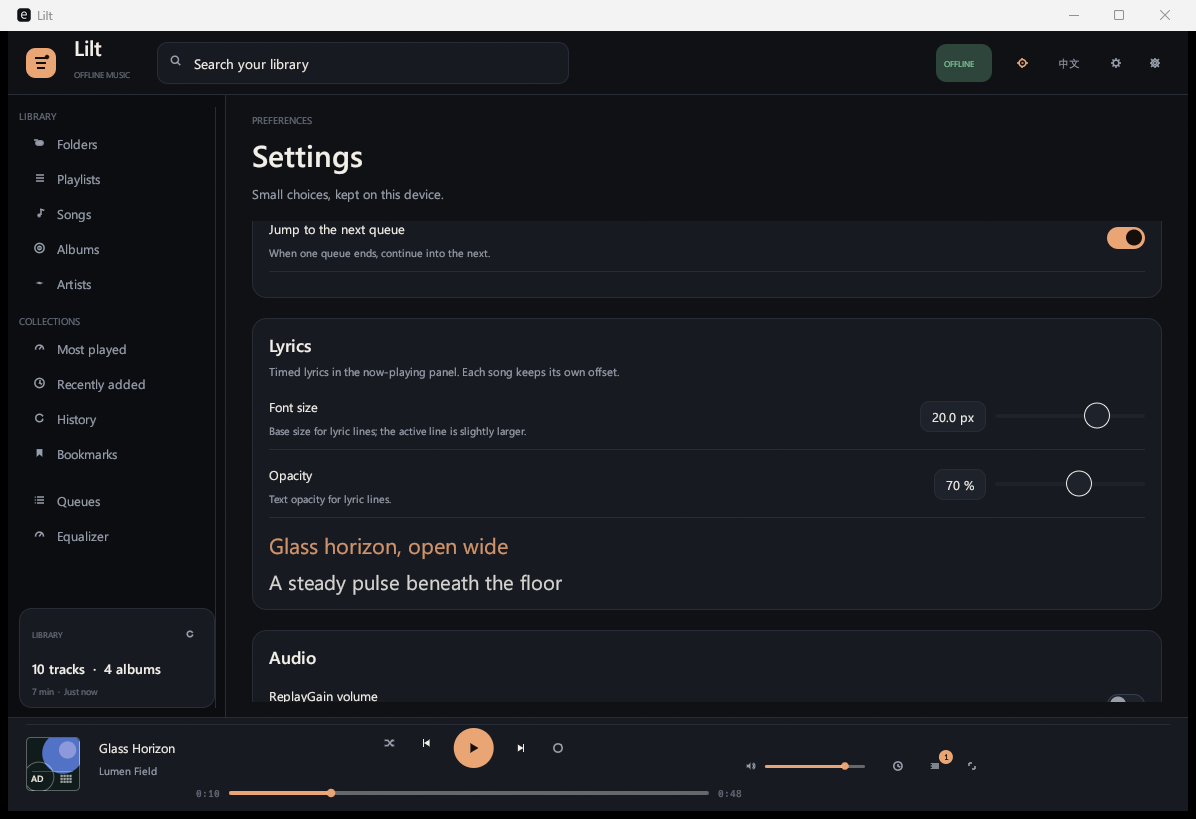 Lilt
Lilt
OFFLINE MUSIC
Search your library
OFFLINE
中文
LIBRARY
Folders
Playlists
Songs
Albums
Artists
COLLECTIONS
Most played
Recently added
History
Bookmarks
Queues
Equalizer
LIBRARY
10 tracks · 4 albums
7 min · Just now
PREFERENCES
Settings
Small choices, kept on this device.
Jump to the next queue
When one queue ends, continue into the next.
Lyrics
Timed lyrics in the now-playing panel. Each song keeps its own offset.
Font size
20.0 px
Base size for lyric lines; the active line is slightly larger.
Opacity
70 %
Text opacity for lyric lines.
Glass horizon, open wide
A steady pulse beneath the floor
Audio
ReplayGain volume
AD
Glass Horizon
Lumen Field
0:10
0:48
1